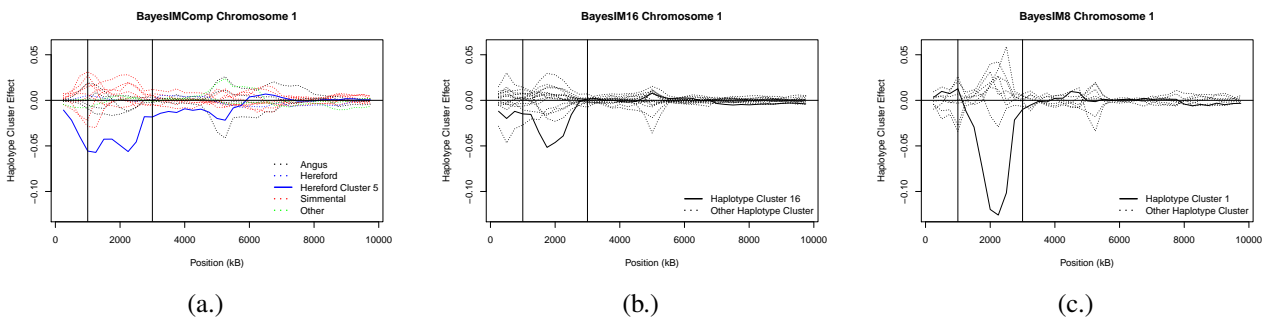 BayesIMComp Chromosome 1
Haplotype Cluster Effect
0.05
0.00
−0.05
−0.10
Angus
Hereford
Hereford Cluster 5
Simmental
Other
0
2000
4000
6000
8000
10000
Position (kB)
(a.)
BayesIM16 Chromosome 1
Haplotype Cluster Effect
0.05
0.00
−0.05
−0.10
Haplotype Cluster 16
Other Haplotype Cluster
0
2000
4000
6000
8000
10000
Position (kB)
(b.)
BayesIM8 Chromosome 1
Haplotype Cluster Effect
0.05
0.00
−0.05
−0.10
Haplotype Cluster 1
Other Haplotype Cluster
0
2000
4000
6000
8000
10000
Position (kB)
(c.)